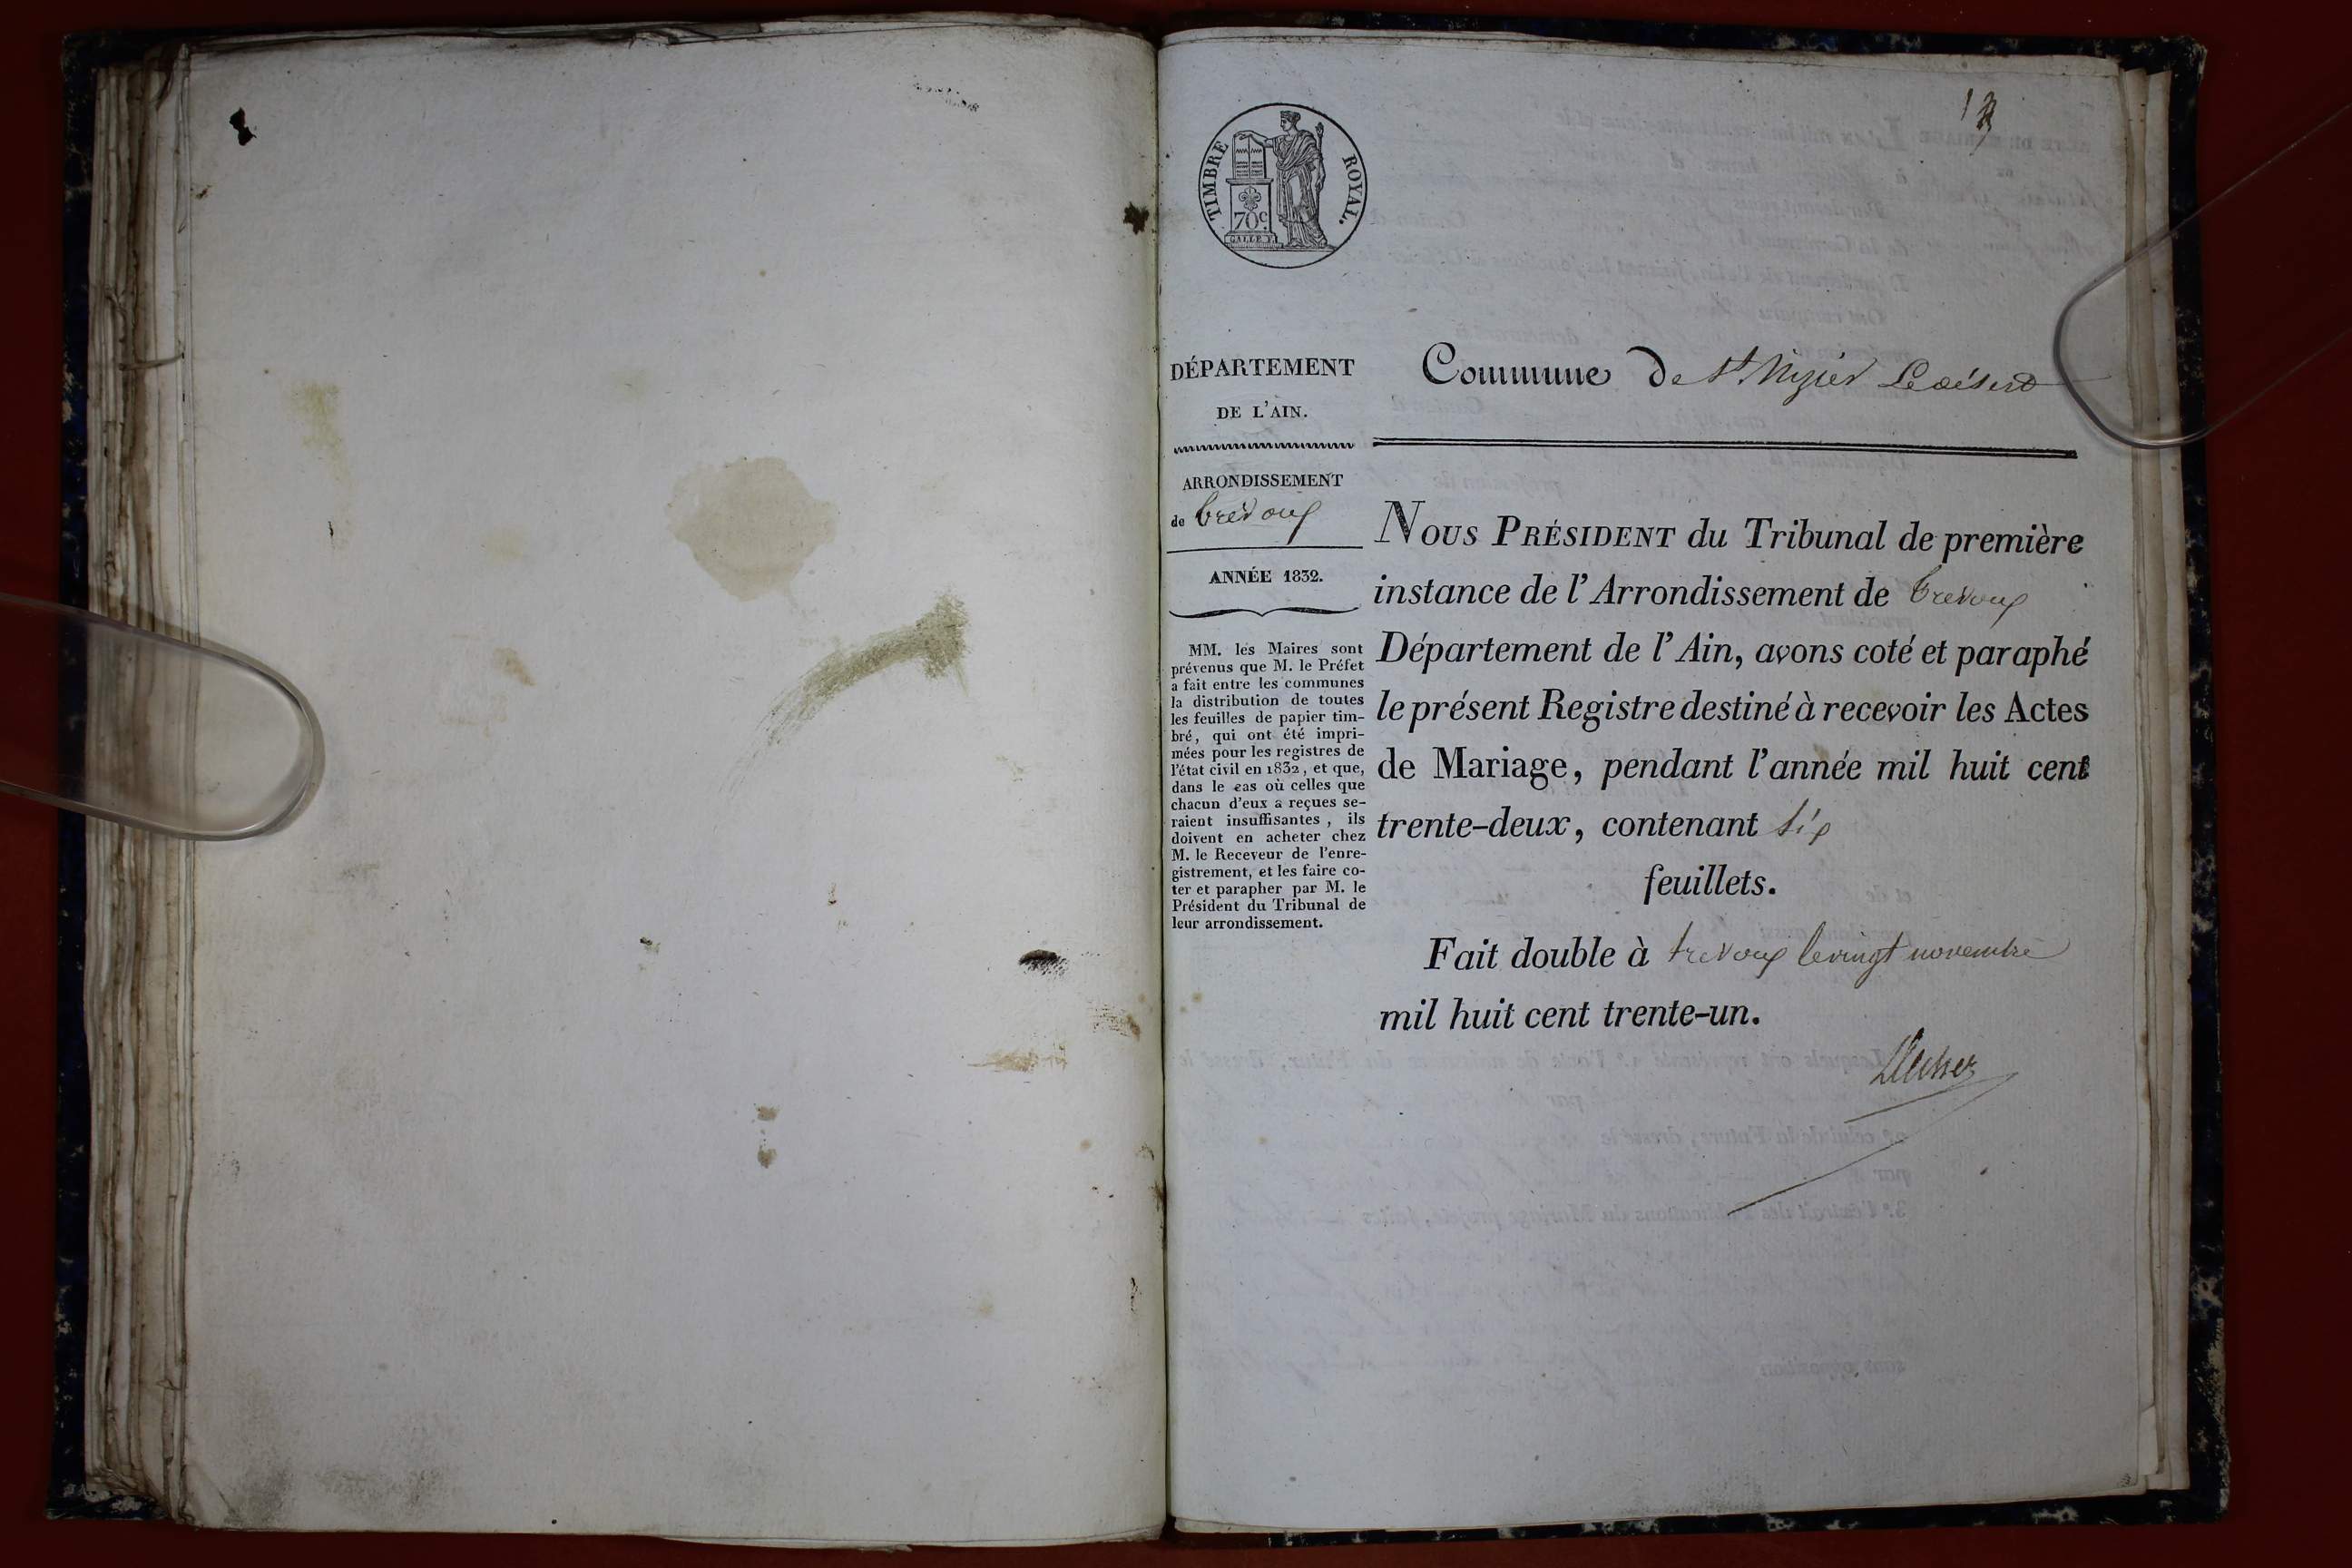 TIMBRE ROYAL.
70c
GALLE F.
DÉPARTEMENT
DE L'AIN.
ARRONDISSEMENT
de trevoux
ANNÉE 1832.
MM. les Maires sont
prévenus que M. le Préfet
a fait entre les communes
la distribution de toutes
les feuilles de papier tim-
bré, qui ont été impri-
mées pour les registres de
l'état civil en 1832, et que,
dans le cas où celles que
chacun d'eux a reçues se-
raient insuffisantes, ils
doivent en acheter chez
M. le Receveur de l'enre-
gistrement, et les faire co-
ter et parapher par M. le
Président du Tribunal de
leur arrondissement.
Commune De St Nizier Le désert
NOUS PRÉSIDENT du Tribunal de première
instance de l'Arrondissement de trevoux
Département de l'Ain, avons coté et paraphé
le présent Registre destiné à recevoir les Actes
de Mariage, pendant l'année mil huit cent
trente-deux, contenant six
feuillets.
Fait double à trevoux le vingt novembre
mil huit cent trente-un.